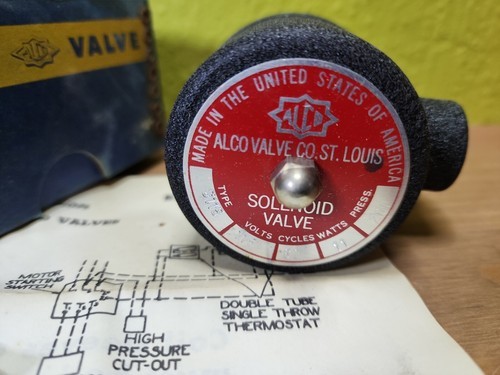 ALCO VALVE
MADE IN THE UNITED STATES OF AMERICA
ALCO
ALCO VALVE CO. ST. LOUIS
SOLENOID
VALVE
TYPE VOLTS CYCLES WATTS PRESS.
MOTOR
STARTING
SWITCH
DOUBLE TUBE
SINGLE THROW
THERMOSTAT
HIGH
PRESSURE
CUT-OUT